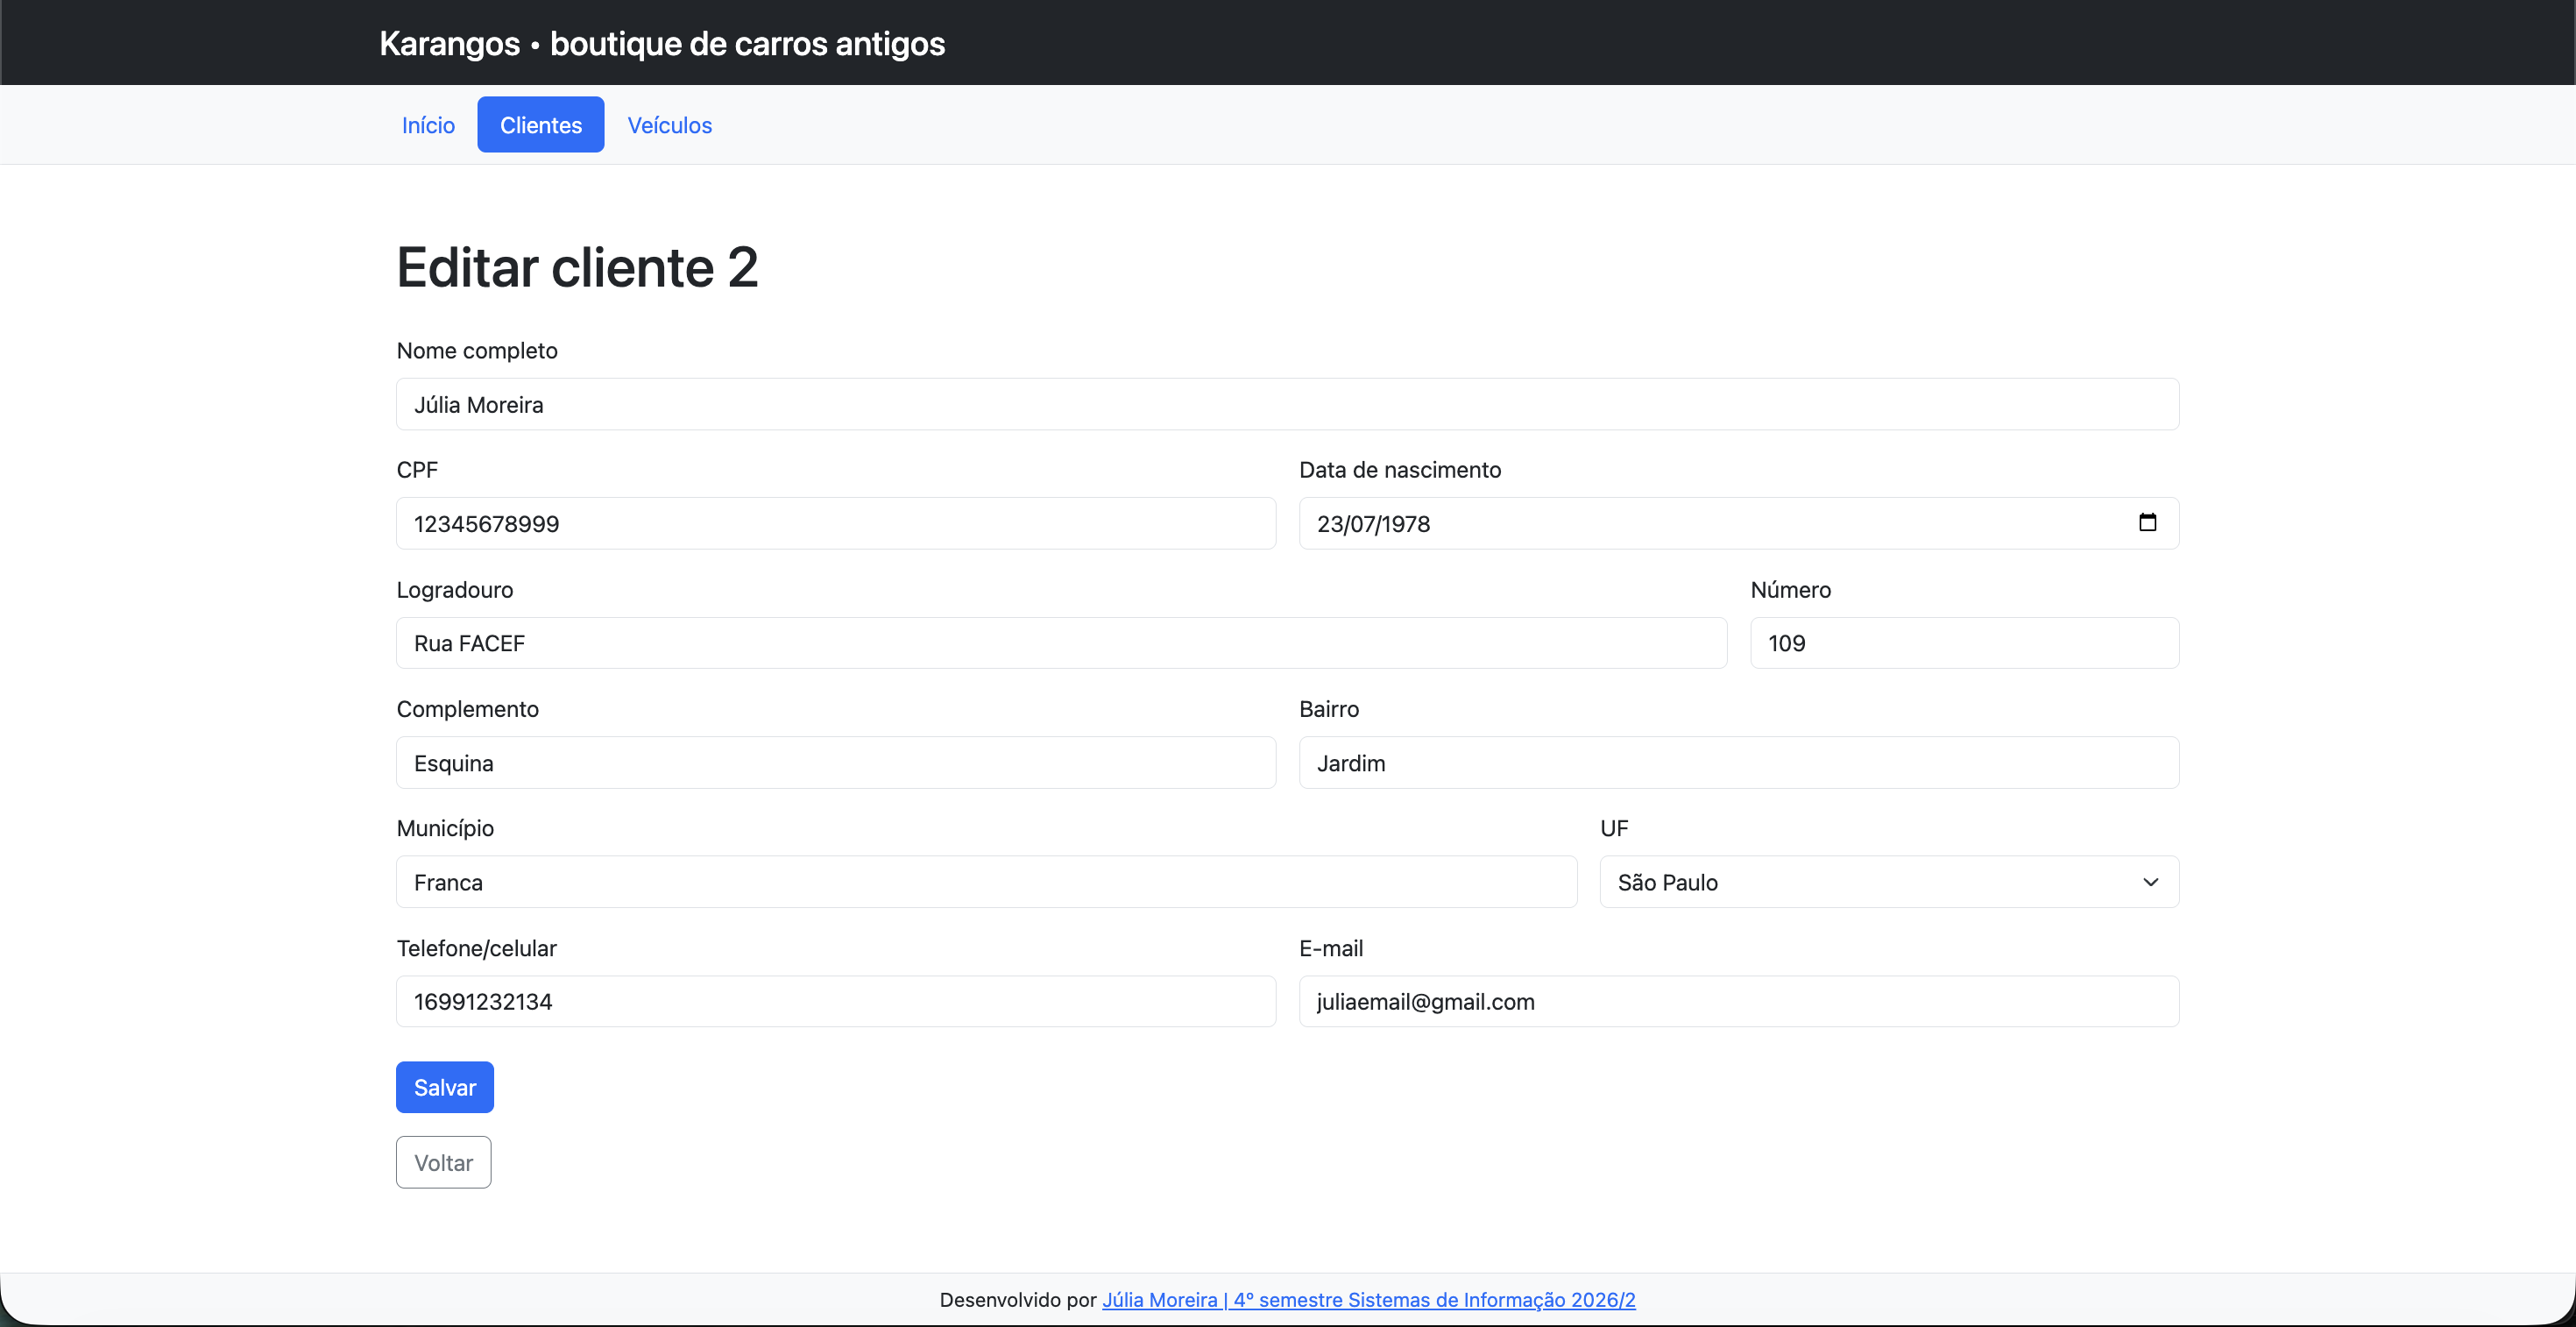 Karangos • boutique de carros antigos
Início Clientes Veículos
Editar cliente 2
Nome completo
Júlia Moreira
CPF Data de nascimento
12345678999 23/07/1978
Logradouro Número
Rua FACEF 109
Complemento Bairro
Esquina Jardim
Município UF
Franca São Paulo
Telefone/celular E-mail
16991232134 juliaemail@gmail.com
Salvar
Voltar
Desenvolvido por Júlia Moreira | 4º semestre Sistemas de Informação 2026/2